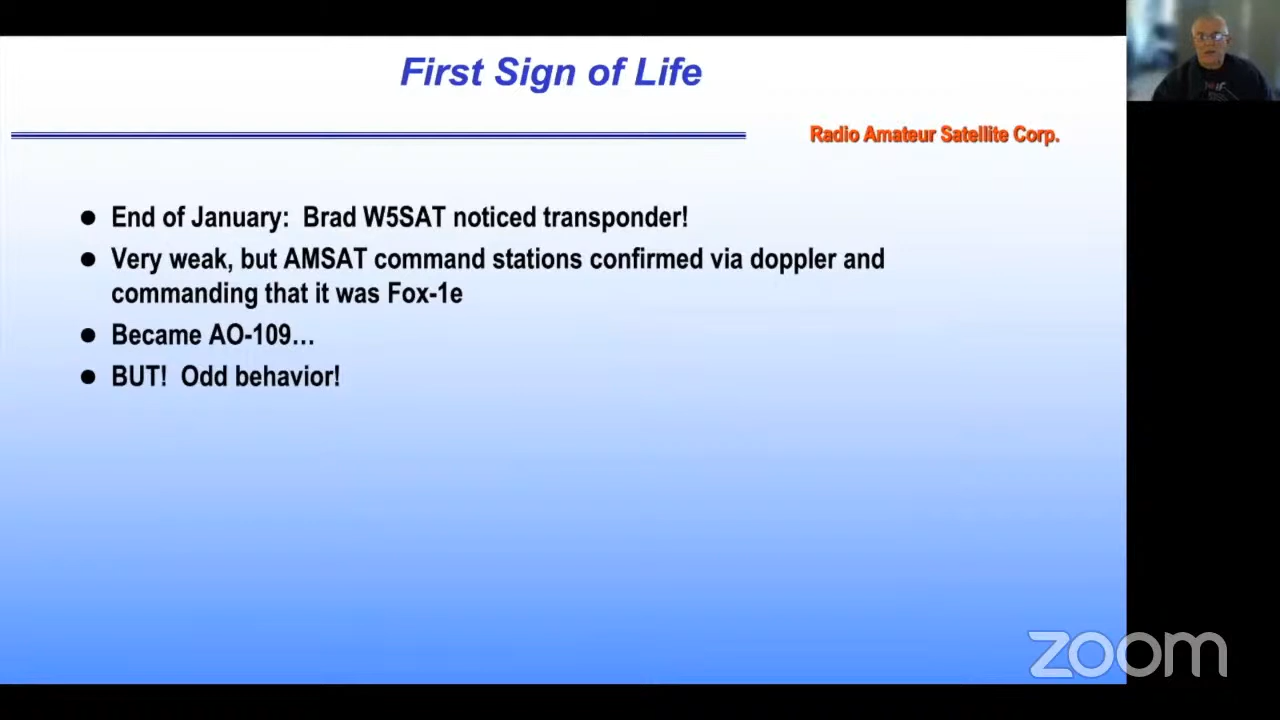 First Sign of Life
Radio Amateur Satellite Corp.
● End of January:  Brad W5SAT noticed transponder!
● Very weak, but AMSAT command stations confirmed via doppler and
commanding that it was Fox-1e
● Became AO-109…
● BUT!  Odd behavior!
zoom